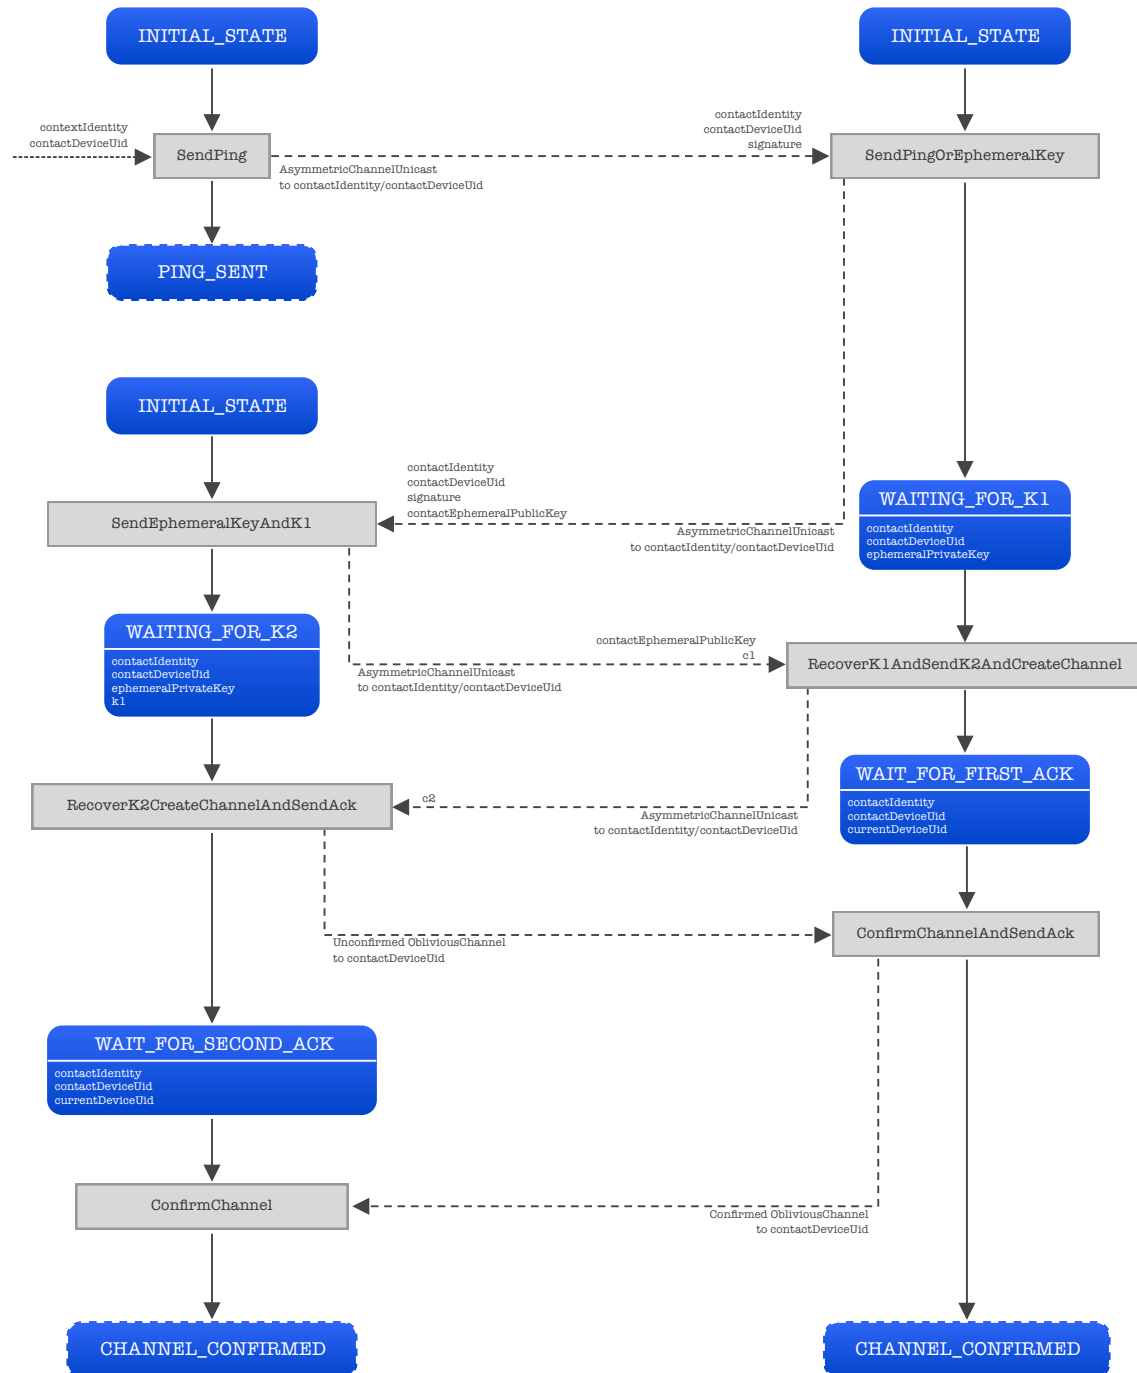 INITIAL_STATE
INITIAL_STATE
contextIdentity
contactDeviceUid
SendPing
AsymmetricChannelUnicast
to contactIdentity/contactDeviceUid
contactIdentity
contactDeviceUid
signature
SendPingOrEphemeralKey
PING_SENT
INITIAL_STATE
contactIdentity
contactDeviceUid
signature
contactEphemeralPublicKey
SendEphemeralKeyAndK1
AsymmetricChannelUnicast
to contactIdentity/contactDeviceUid
WAITING_FOR_K1
contactIdentity
contactDeviceUid
ephemeralPrivateKey
WAITING_FOR_K2
contactIdentity
contactDeviceUid
ephemeralPrivateKey
k1
contactEphemeralPublicKey
c1
AsymmetricChannelUnicast
to contactIdentity/contactDeviceUid
RecoverK1AndSendK2AndCreateChannel
RecoverK2CreateChannelAndSendAck
c2
AsymmetricChannelUnicast
to contactIdentity/contactDeviceUid
WAIT_FOR_FIRST_ACK
contactIdentity
contactDeviceUid
currentDeviceUid
Unconfirmed ObliviousChannel
to contactDeviceUid
ConfirmChannelAndSendAck
WAIT_FOR_SECOND_ACK
contactIdentity
contactDeviceUid
currentDeviceUid
ConfirmChannel
Confirmed ObliviousChannel
to contactDeviceUid
CHANNEL_CONFIRMED
CHANNEL_CONFIRMED